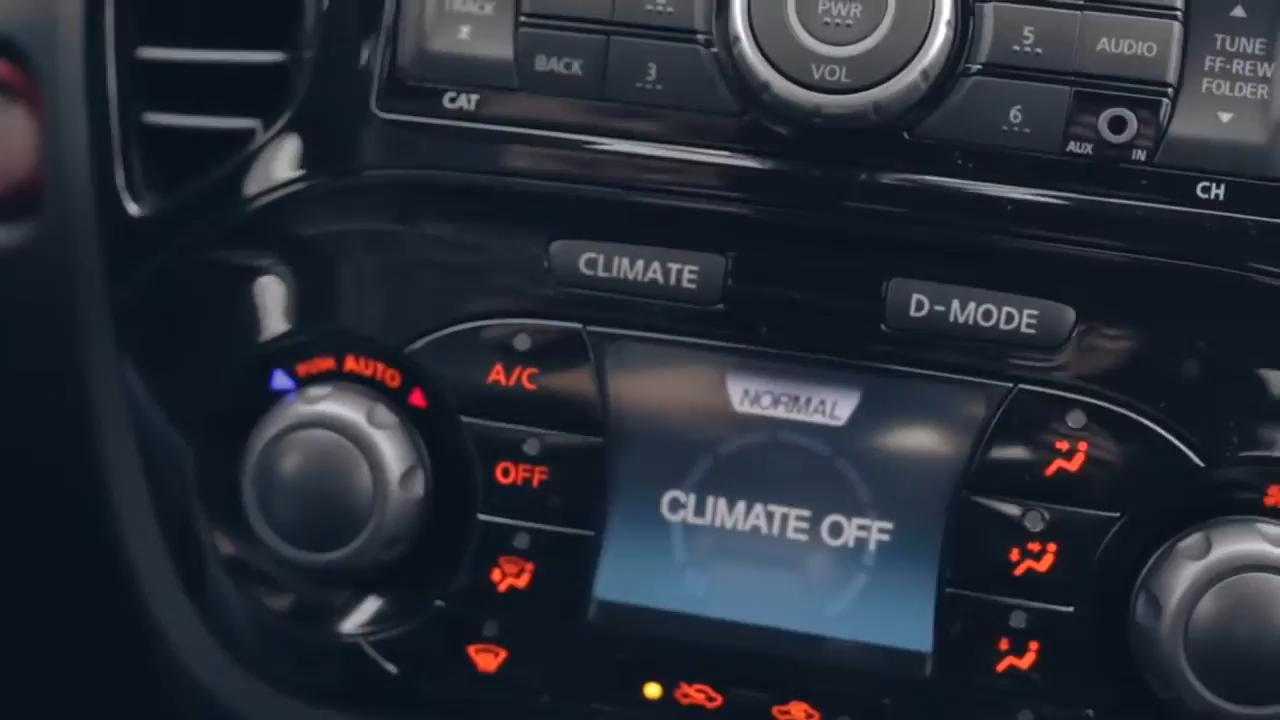 TRACK
PWR
VOL
BACK
3
CAT
5
AUDIO
6
AUX IN
TUNE
FF-REW
FOLDER
CH
CLIMATE
D-MODE
PUSH AUTO
A/C
OFF
NORMAL
CLIMATE OFF